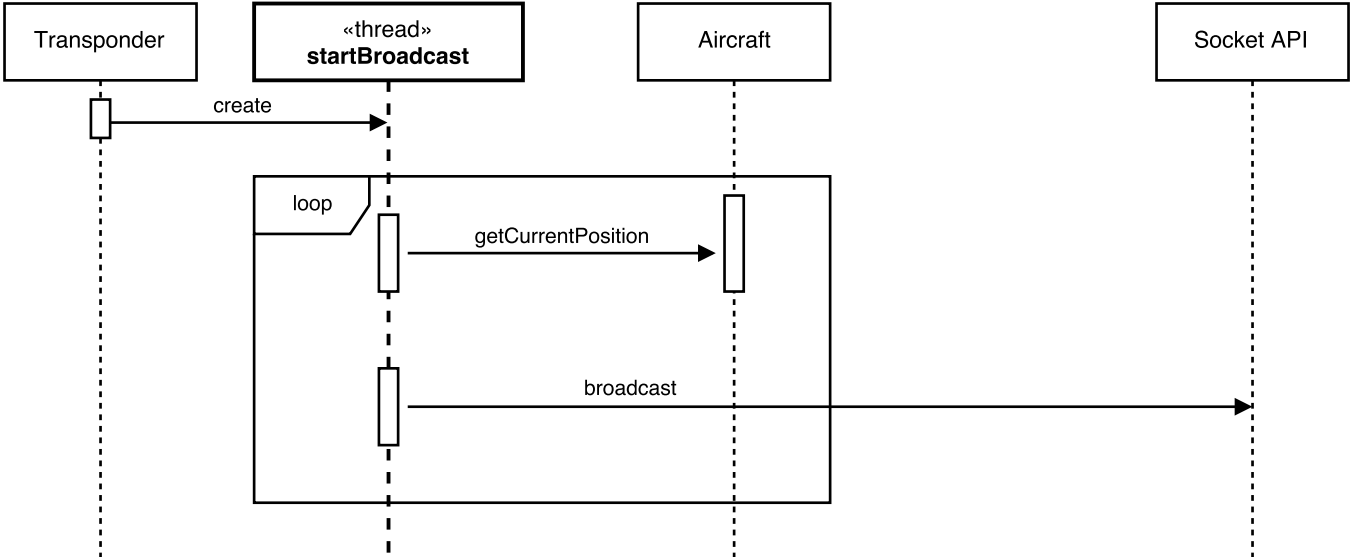 Transponder
«thread»
startBroadcast
Aircraft
Socket API
create
loop
getCurrentPosition
broadcast